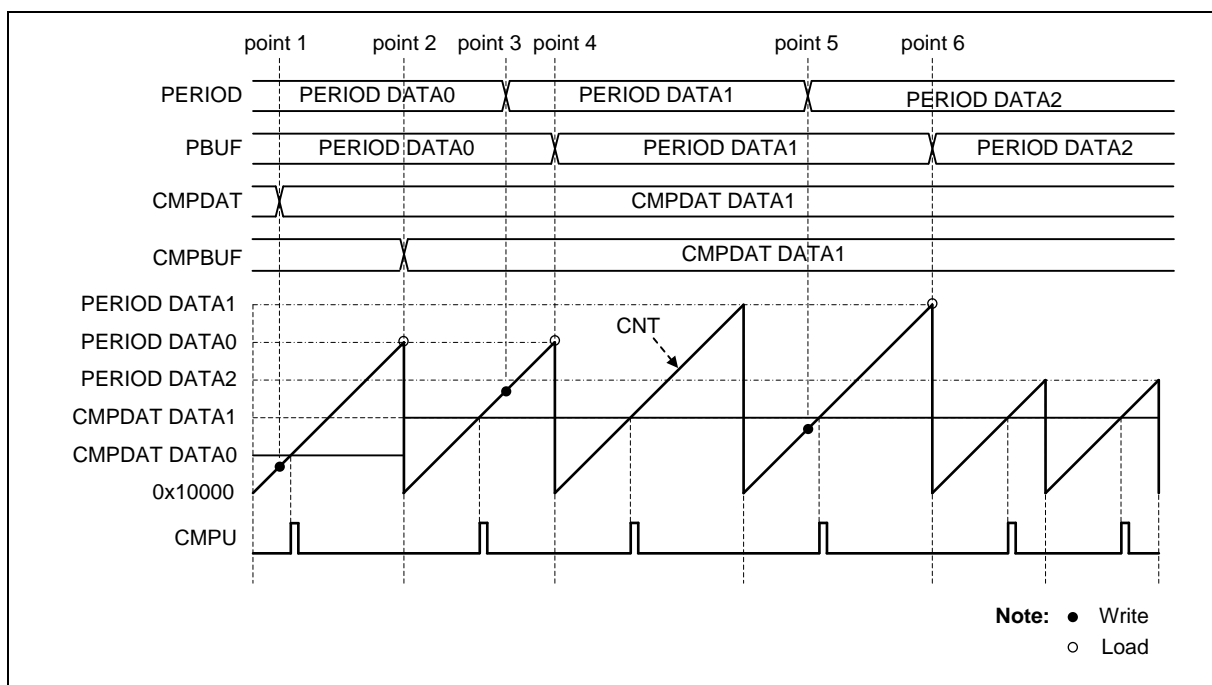 point 1 point 2 point 3 point 4 point 5 point 6
PERIOD PERIOD DATA0 PERIOD DATA1 PERIOD DATA2
PBUF PERIOD DATA0 PERIOD DATA1 PERIOD DATA2
CMPDAT CMPDAT DATA1
CMPBUF CMPDAT DATA1
PERIOD DATA1
CNT
PERIOD DATA0
PERIOD DATA2
CMPDAT DATA1
CMPDAT DATA0
0x10000
CMPU
Note: ● Write
○ Load